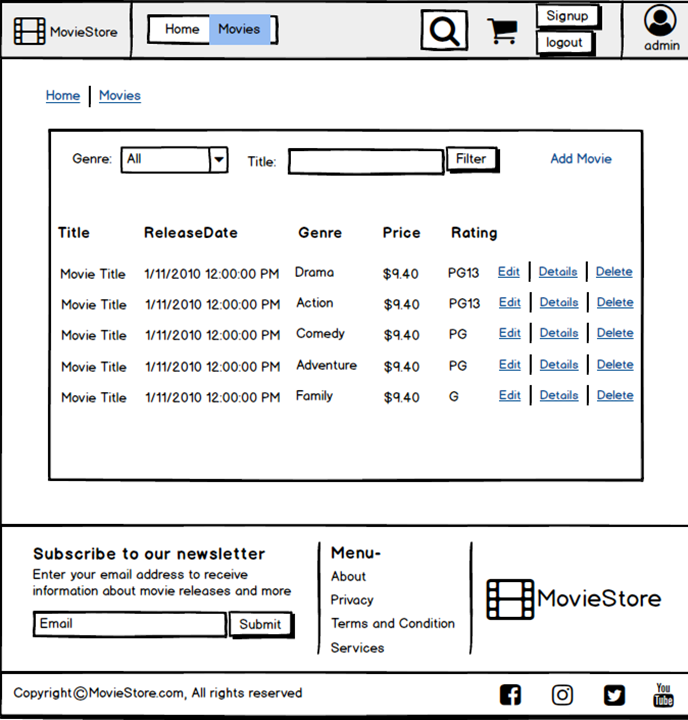 MovieStore
Home Movies
Signup
logout
admin
Home Movies
Genre: All Title: Filter Add Movie
Title ReleaseDate Genre Price Rating
Movie Title 1/11/2010 12:00:00 PM Drama $9.40 PG13 Edit Details Delete
Movie Title 1/11/2010 12:00:00 PM Action $9.40 PG13 Edit Details Delete
Movie Title 1/11/2010 12:00:00 PM Comedy $9.40 PG Edit Details Delete
Movie Title 1/11/2010 12:00:00 PM Adventure $9.40 PG Edit Details Delete
Movie Title 1/11/2010 12:00:00 PM Family $9.40 G Edit Details Delete
Subscribe to our newsletter
Enter your email address to receive
information about movie releases and more
Email Submit
Menu-
About
Privacy
Terms and Condition
Services
MovieStore
Copyright©MovieStore.com, All rights reserved
You
Tube